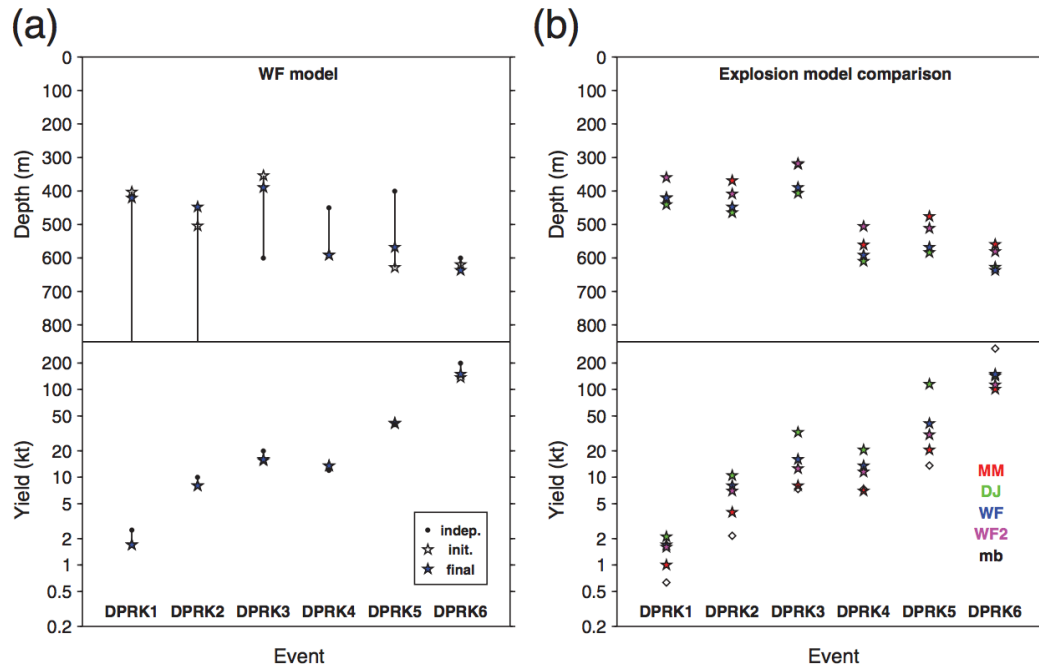 (a)
WF model
Depth (m)
0
100
200
300
400
500
600
700
800
Yield (kt)
200
100
50
20
10
5
2
1
0.5
0.2
indep.
init.
final
DPRK1 DPRK2 DPRK3 DPRK4 DPRK5 DPRK6
Event
(b)
Explosion model comparison
Depth (m)
0
100
200
300
400
500
600
700
800
Yield (kt)
200
100
50
20
10
5
2
1
0.5
0.2
MM
DJ
WF
WF2
mb
DPRK1 DPRK2 DPRK3 DPRK4 DPRK5 DPRK6
Event